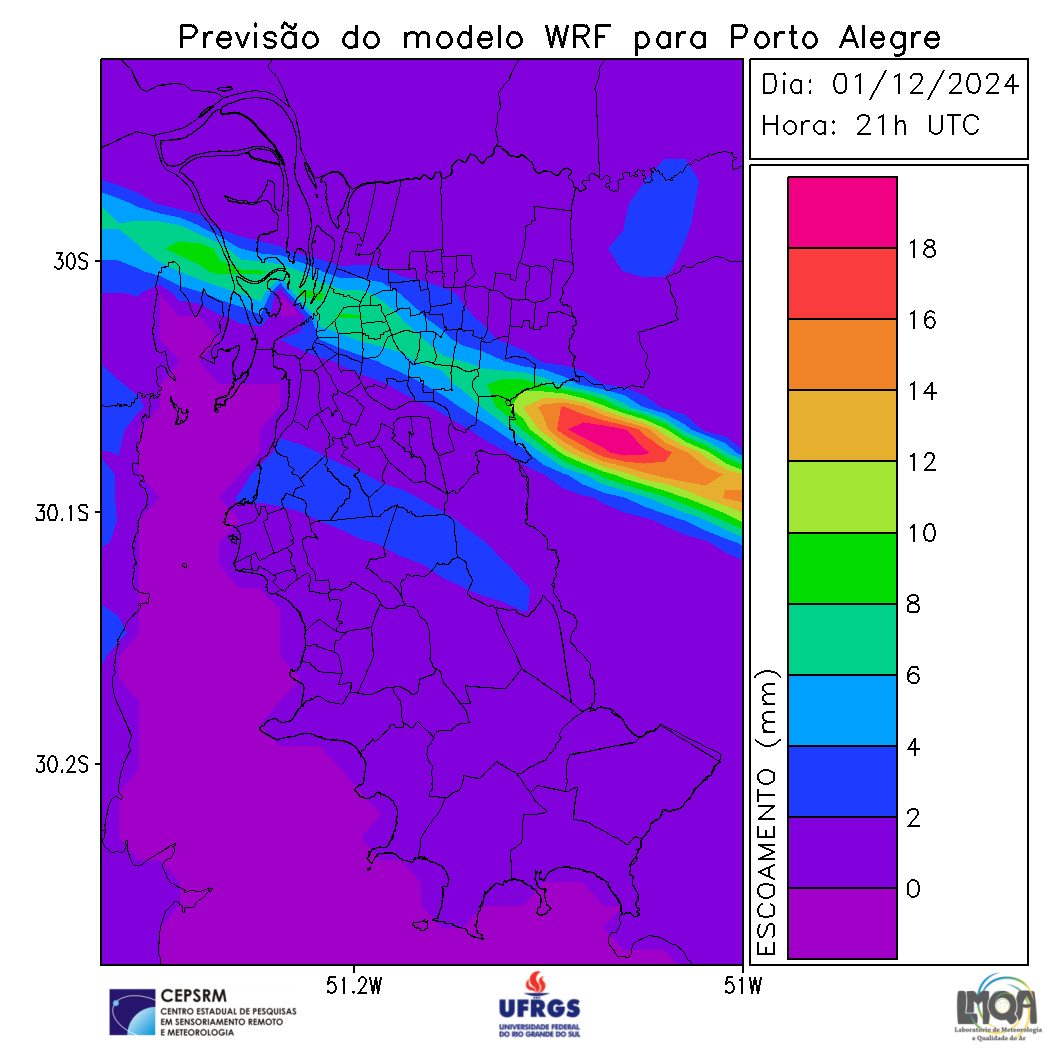 Previsão do modelo WRF para Porto Alegre
Dia: 01/12/2024
Hora: 21h UTC
30S
30.1S
30.2S
51.2W
51W
18
16
14
12
10
8
6
4
2
0
ESCOAMENTO (mm)
CEPSRM
CENTRO ESTADUAL DE PESQUISAS
EM SENSORIAMENTO REMOTO
E METEOROLOGIA
UFRGS
UNIVERSIDADE FEDERAL
DO RIO GRANDE DO SUL
LMQA
Laboratório de Meteorologia
e Qualidade do Ar